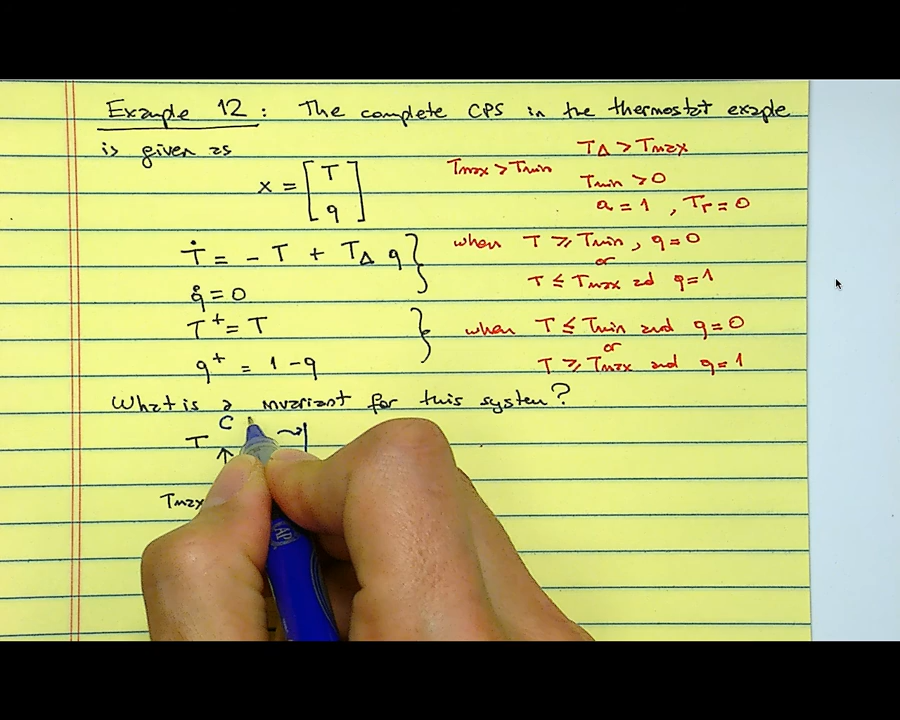 Example 12 : The complete CPS in the thermostat exaple
is given as
x = [ T q ]
Tmax > Tmin
TΔ > Tmax
Tmin > 0
a = 1 , Tr = 0
Ṫ = - T + TΔ q
q̇ = 0
when T ≥ Tmin , q = 0
or
T ≤ Tmax ad q = 1
T⁺ = T
q⁺ = 1 - q
when T ≤ Tmin and q = 0
or
T ≥ Tmax and q = 1
What is a invariant for this system ?
C
T
Tmax